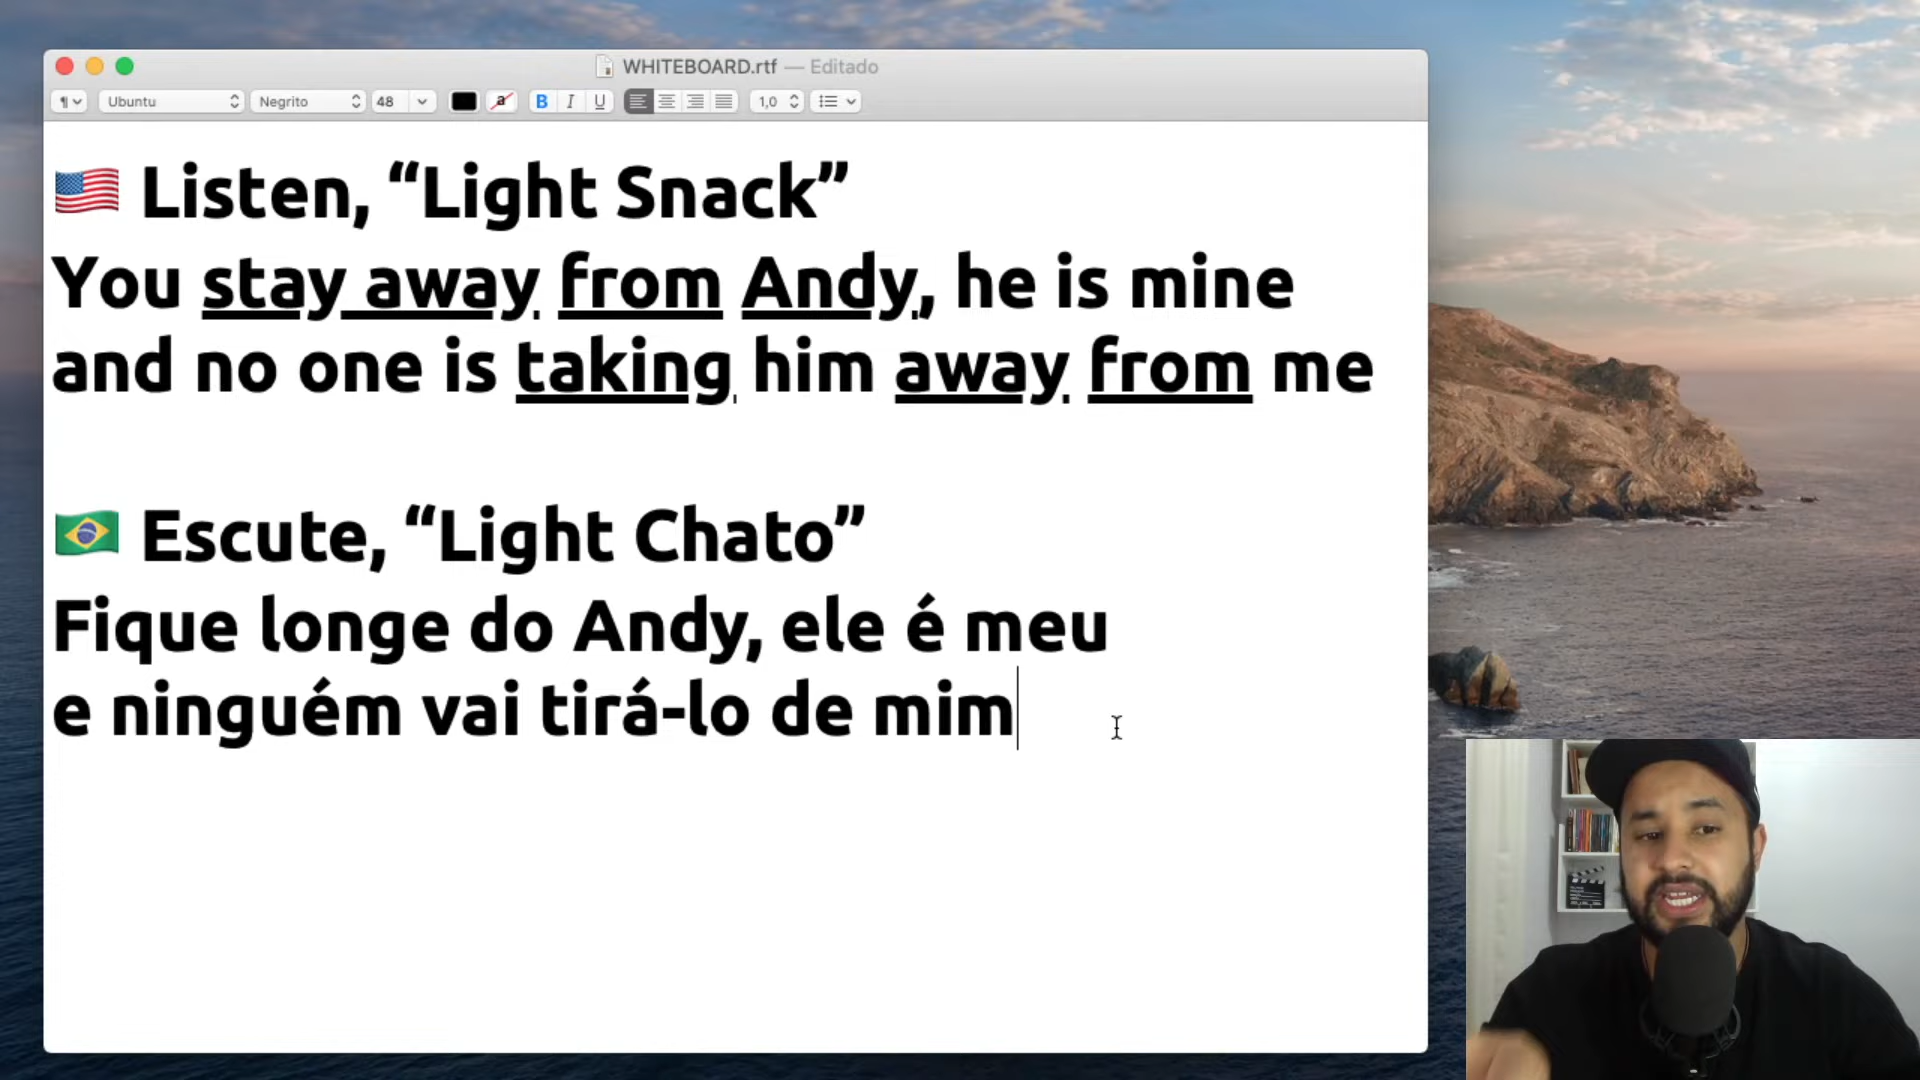 WHITEBOARD.rtf — Editado
¶ Ubuntu Negrito 48 a B I U 1,0
🇺🇸 Listen, “Light Snack”
You stay away from Andy, he is mine
and no one is taking him away from me
🇧🇷 Escute, “Light Chato”
Fique longe do Andy, ele é meu
e ninguém vai tirá-lo de mim